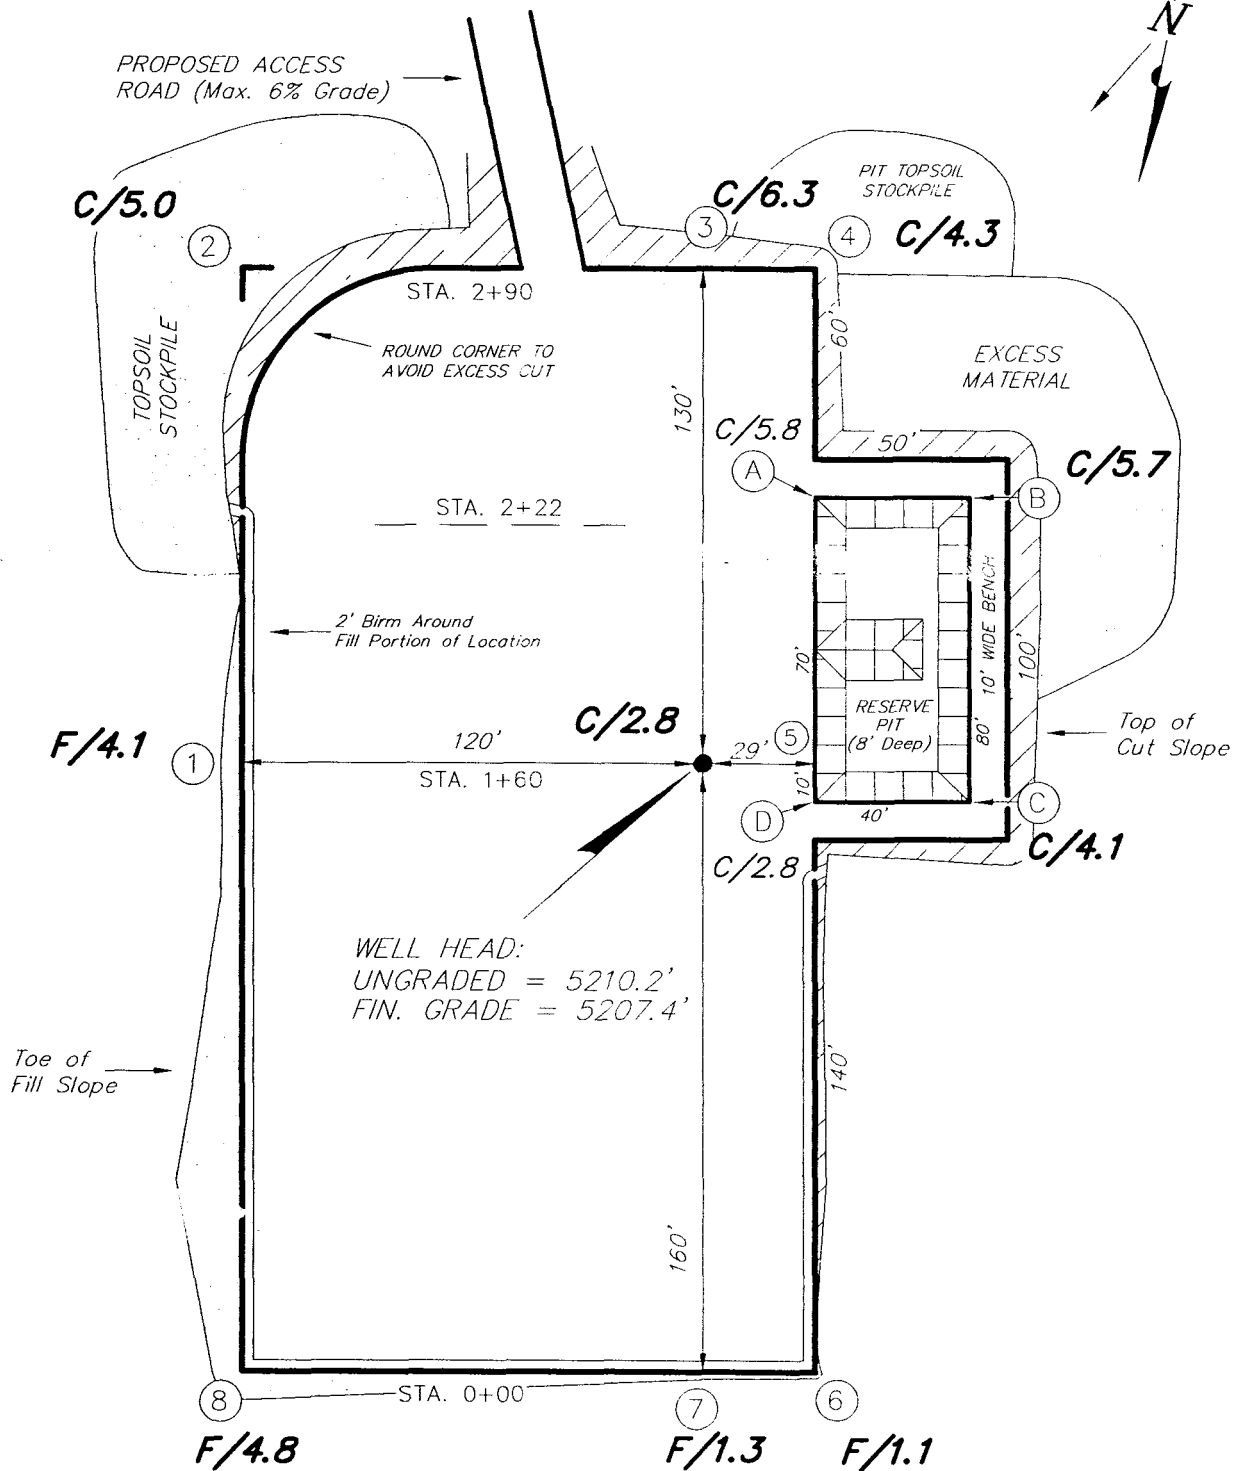 N
PROPOSED ACCESS
ROAD (Max. 6% Grade)
C/5.0
2
C/6.3
3
PIT TOPSOIL
STOCKPILE
4
C/4.3
STA. 2+90
60'
TOPSOIL
STOCKPILE
ROUND CORNER TO
AVOID EXCESS CUT
EXCESS
MATERIAL
130'
C/5.8
50'
A
C/5.7
B
STA. 2+22
2' Birm Around
Fill Portion of Location
10' WIDE BENCH
100'
70'
RESERVE
PIT
(8' Deep)
80'
F/4.1
1
120'
STA. 1+60
C/2.8
29'
5
10'
Top of
Cut Slope
D
40'
C
C/2.8
C/4.1
WELL HEAD:
UNGRADED = 5210.2'
FIN. GRADE = 5207.4'
Toe of
Fill Slope
140'
160'
8
STA. 0+00
7
6
F/4.8
F/1.3
F/1.1